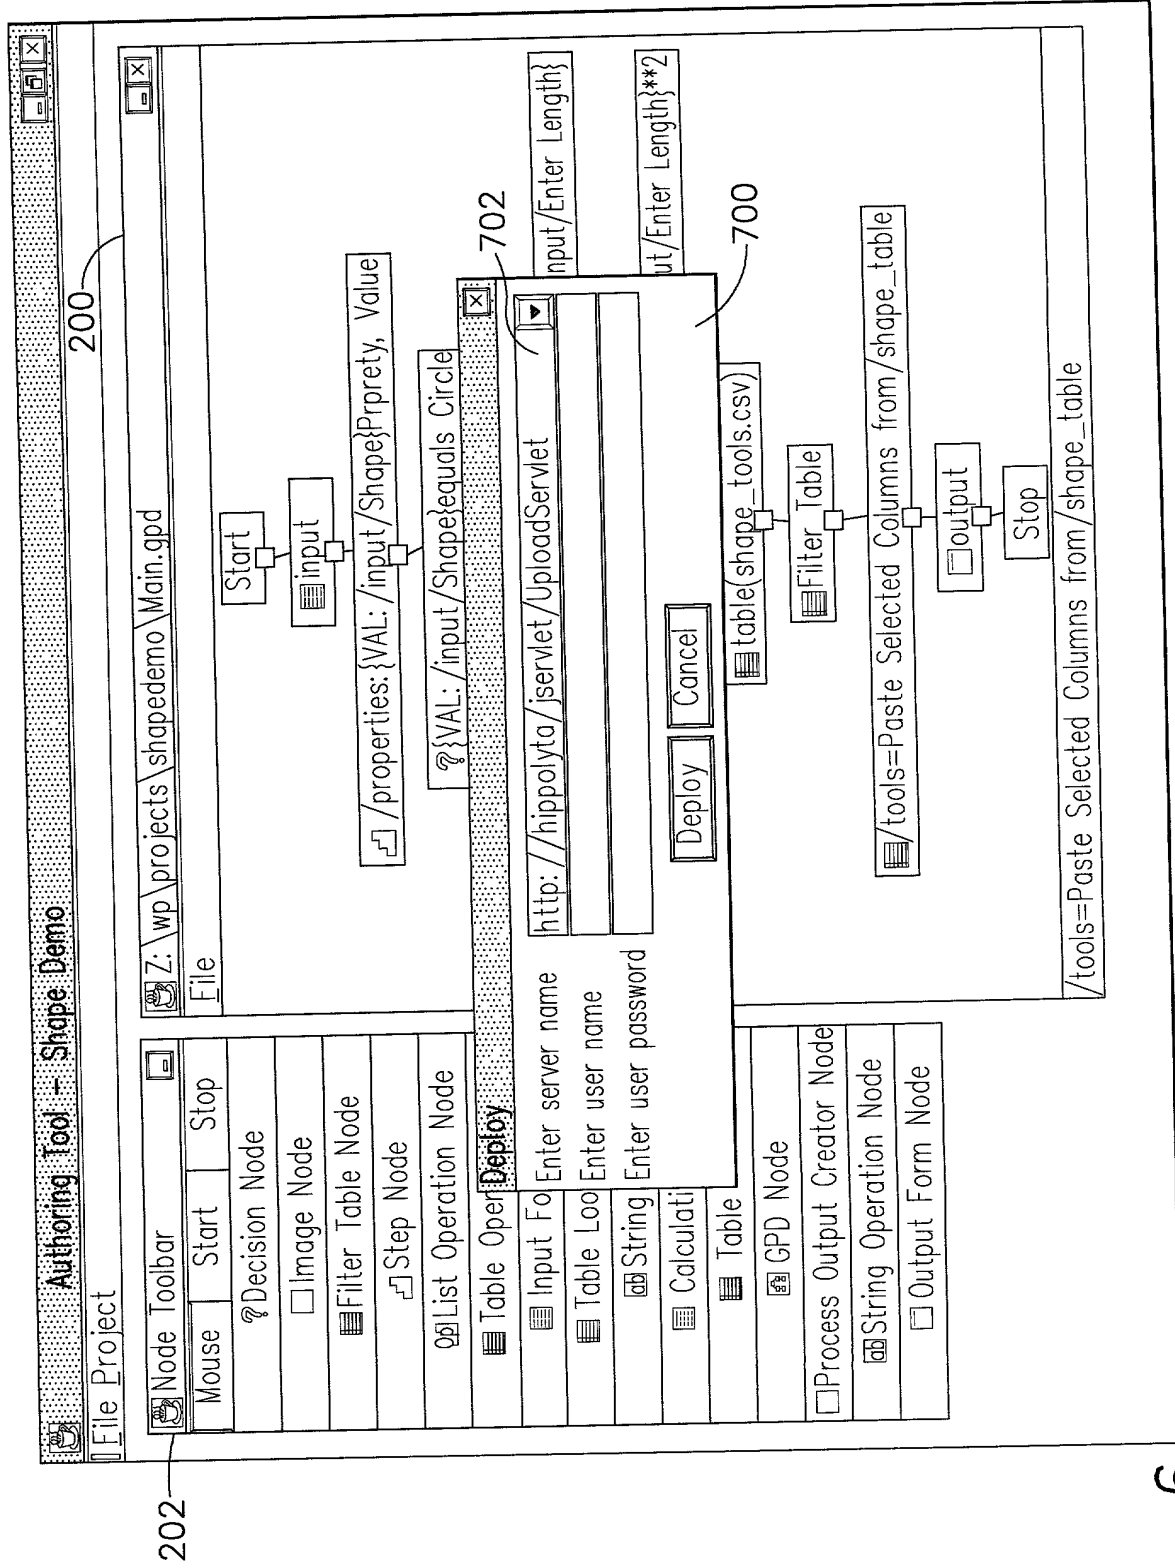 Authoring Tool – Shape Demo
File Project
202
Node Toolbar
Mouse Start Stop
Decision Node
Image Node
Filter Table Node
Step Node
Op List Operation Node
Table Oper
Input Fo
Table Loo
ab String
Calculati
Table
GPD Node
Process Output Creator Node
ab String Operation Node
Output Form Node
200
Z: \wp\projects\shapedemo\Main.gpd
File
Start
input
/properties: {VAL: /input/Shape}Prprety, Value
?{VAL: /input/Shape}equals Circle
nput/Enter Length}
ut/Enter Length}**2
Deploy
702
Enter server name http: //hippolyta/jservlet/UploadServlet
Enter user name
Enter user password
Deploy Cancel
700
table(shape_tools.csv)
Filter Table
/tools=Paste Selected Columns from/shape_table
output
Stop
/tools=Paste Selected Columns from/shape_table